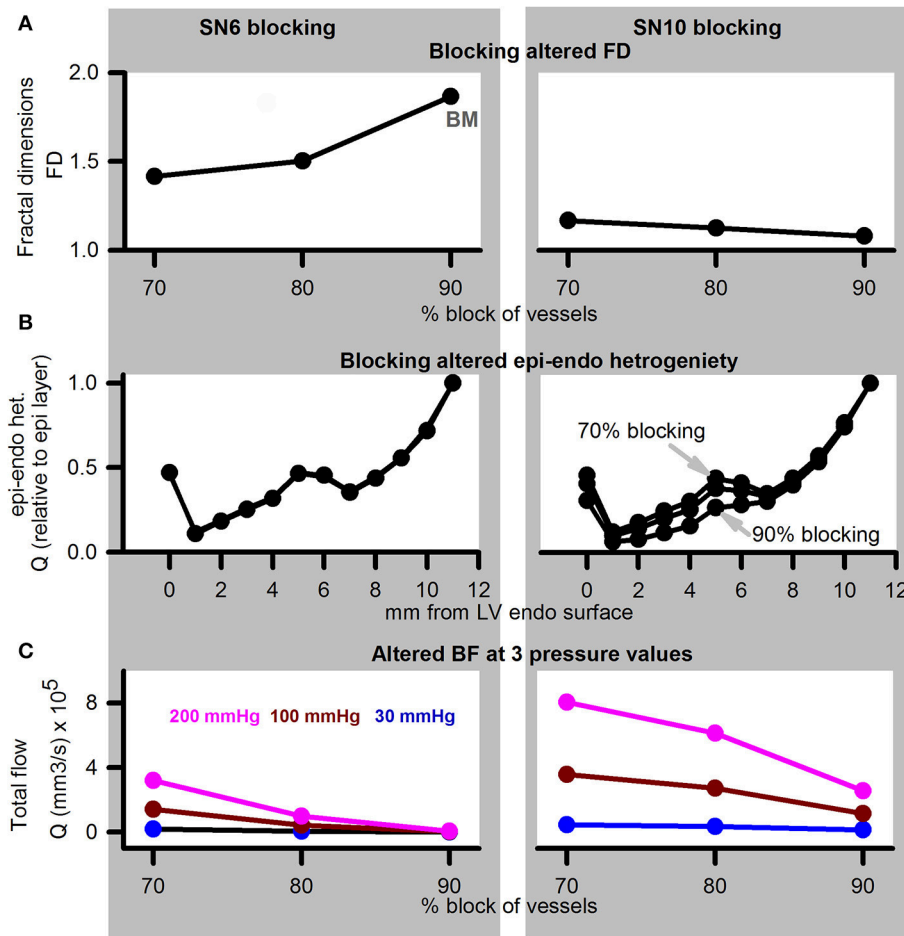 A
SN6 blocking
SN10 blocking
Blocking altered FD
Fractal dimensions
FD
2.0
1.5
1.0
BM
70 80 90
70 80 90
% block of vessels
B
Blocking altered epi-endo hetrogeniety
epi-endo het.
Q (relative to epi layer)
1.0
0.5
0.0
70% blocking
90% blocking
0 2 4 6 8 10 12
0 2 4 6 8 10 12
mm from LV endo surface
C
Altered BF at 3 pressure values
Total flow
Q (mm3/s) x 10⁵
8
4
0
200 mmHg 100 mmHg 30 mmHg
70 80 90
70 80 90
% block of vessels